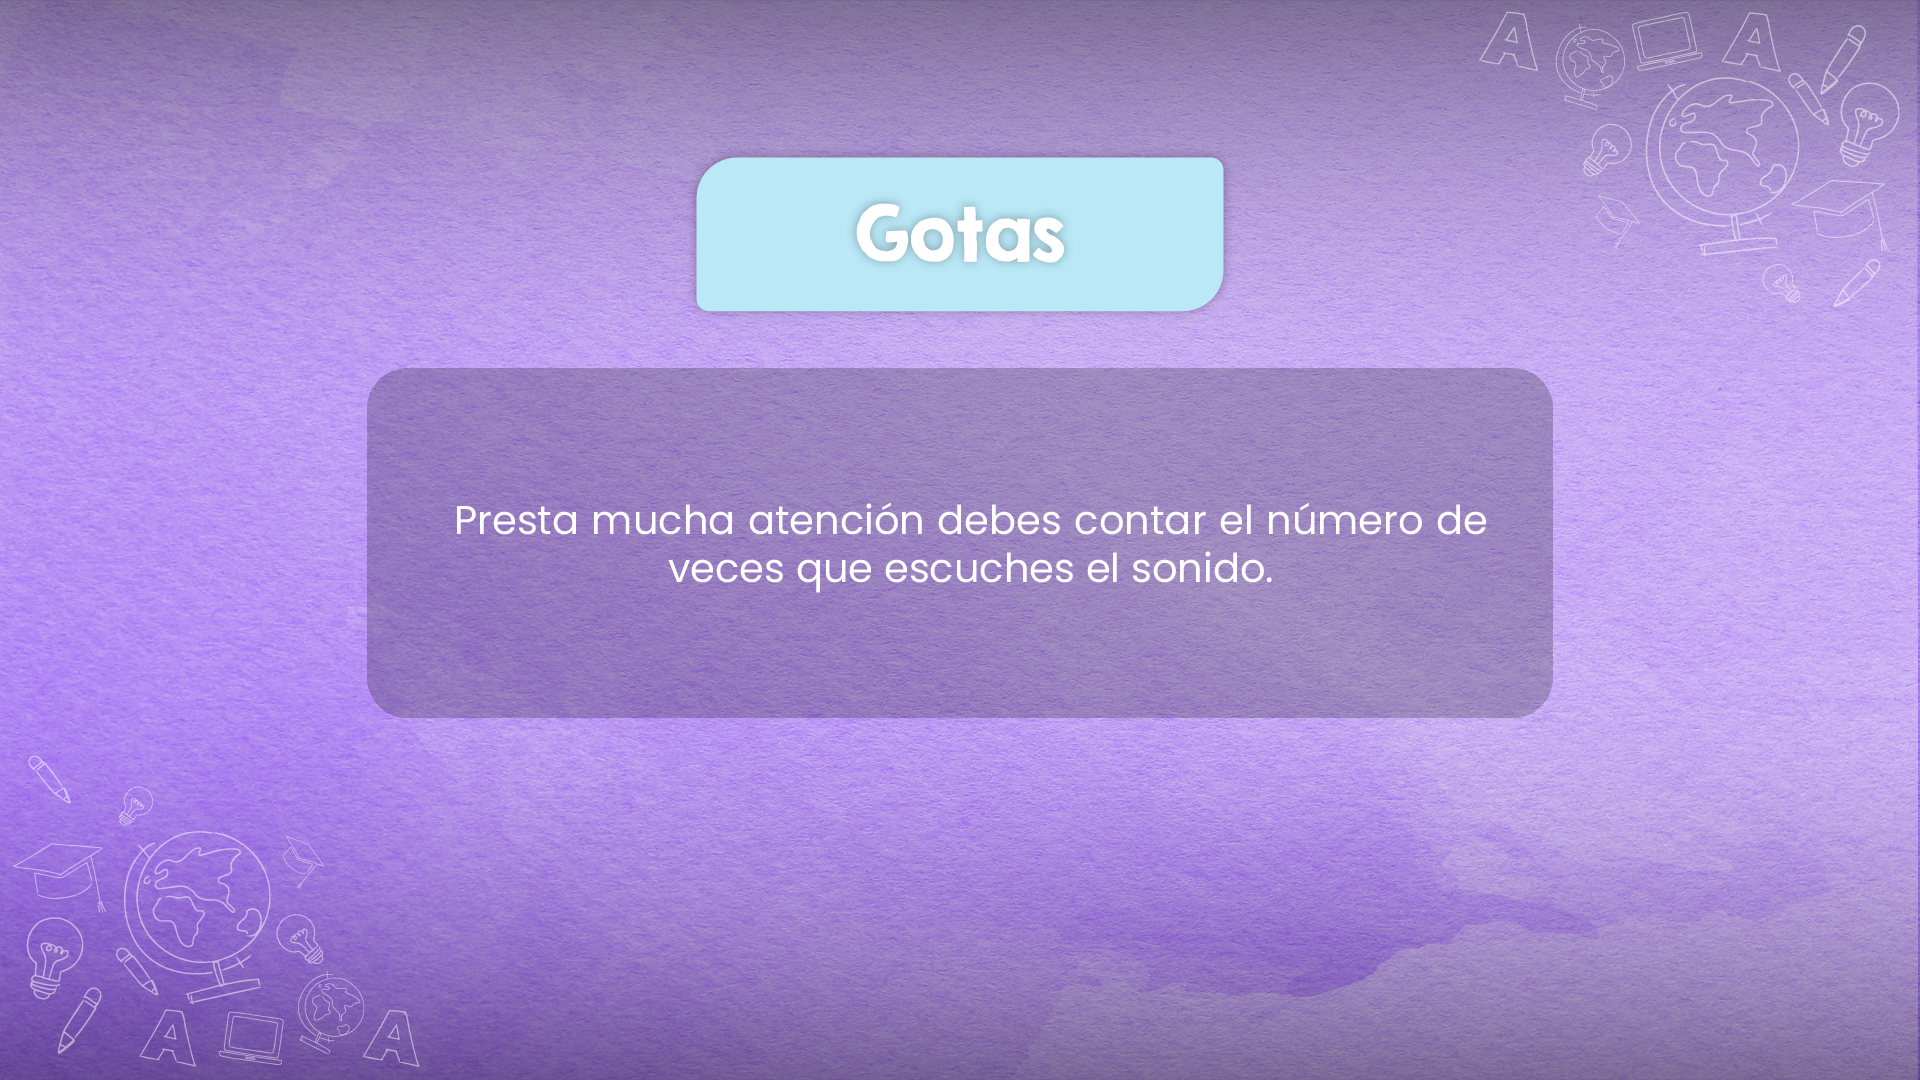 Gotas
Presta mucha atención debes contar el número de
veces que escuches el sonido.